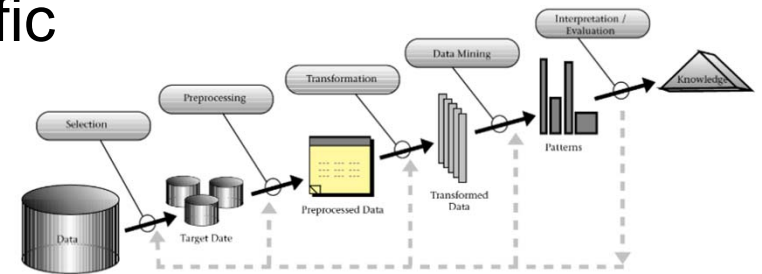 fic
Interpretation /
Evaluation
Data Mining
Transformation
Preprocessing
Selection
Knowledge
Patterns
Transformed
Data
Preprocessed Data
Target Date
Data